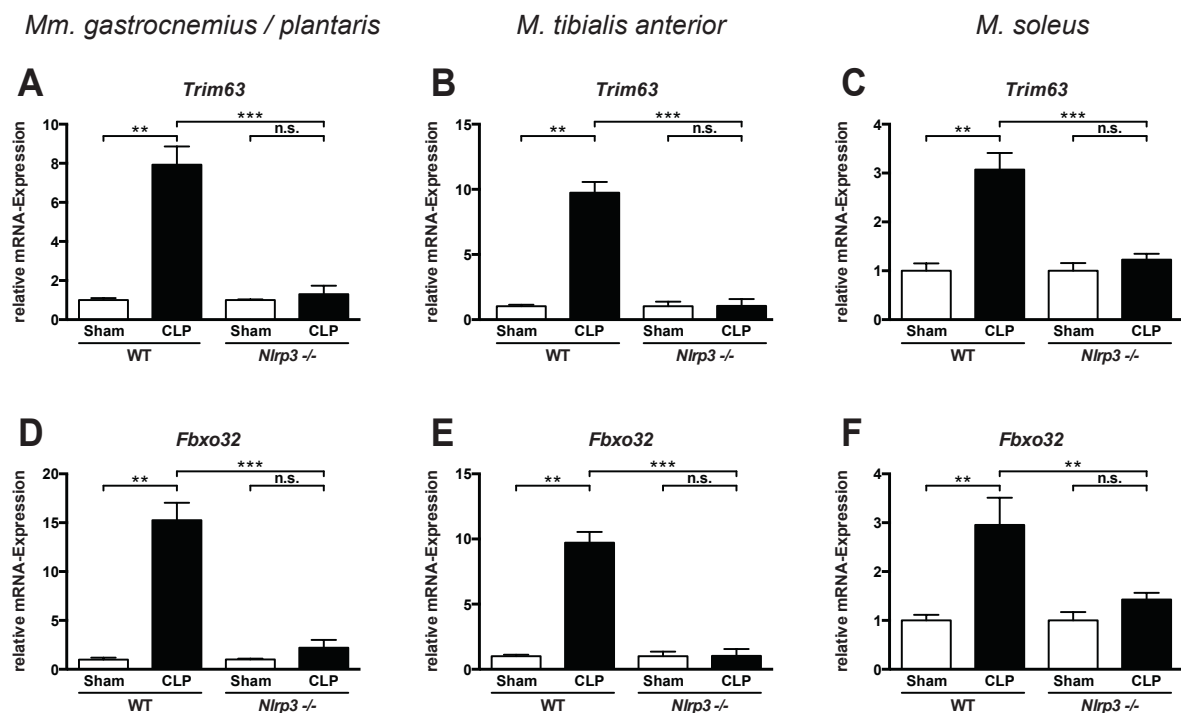 Mm. gastrocnemius / plantaris
M. tibialis anterior
M. soleus
A
Trim63
relative mRNA-Expression
10
8
6
4
2
0
**
***
n.s.
Sham
CLP
Sham
CLP
WT
Nlrp3 -/-
B
Trim63
relative mRNA-Expression
15
10
5
0
**
***
n.s.
Sham
CLP
Sham
CLP
WT
Nlrp3 -/-
C
Trim63
relative mRNA-Expression
4
3
2
1
0
**
***
n.s.
Sham
CLP
Sham
CLP
WT
Nlrp3 -/-
D
Fbxo32
relative mRNA-Expression
20
15
10
5
0
**
***
n.s.
Sham
CLP
Sham
CLP
WT
Nlrp3 -/-
E
Fbxo32
relative mRNA-Expression
15
10
5
0
**
***
n.s.
Sham
CLP
Sham
CLP
WT
Nlrp3 -/-
F
Fbxo32
relative mRNA-Expression
4
3
2
1
0
**
**
n.s.
Sham
CLP
Sham
CLP
WT
Nlrp3 -/-